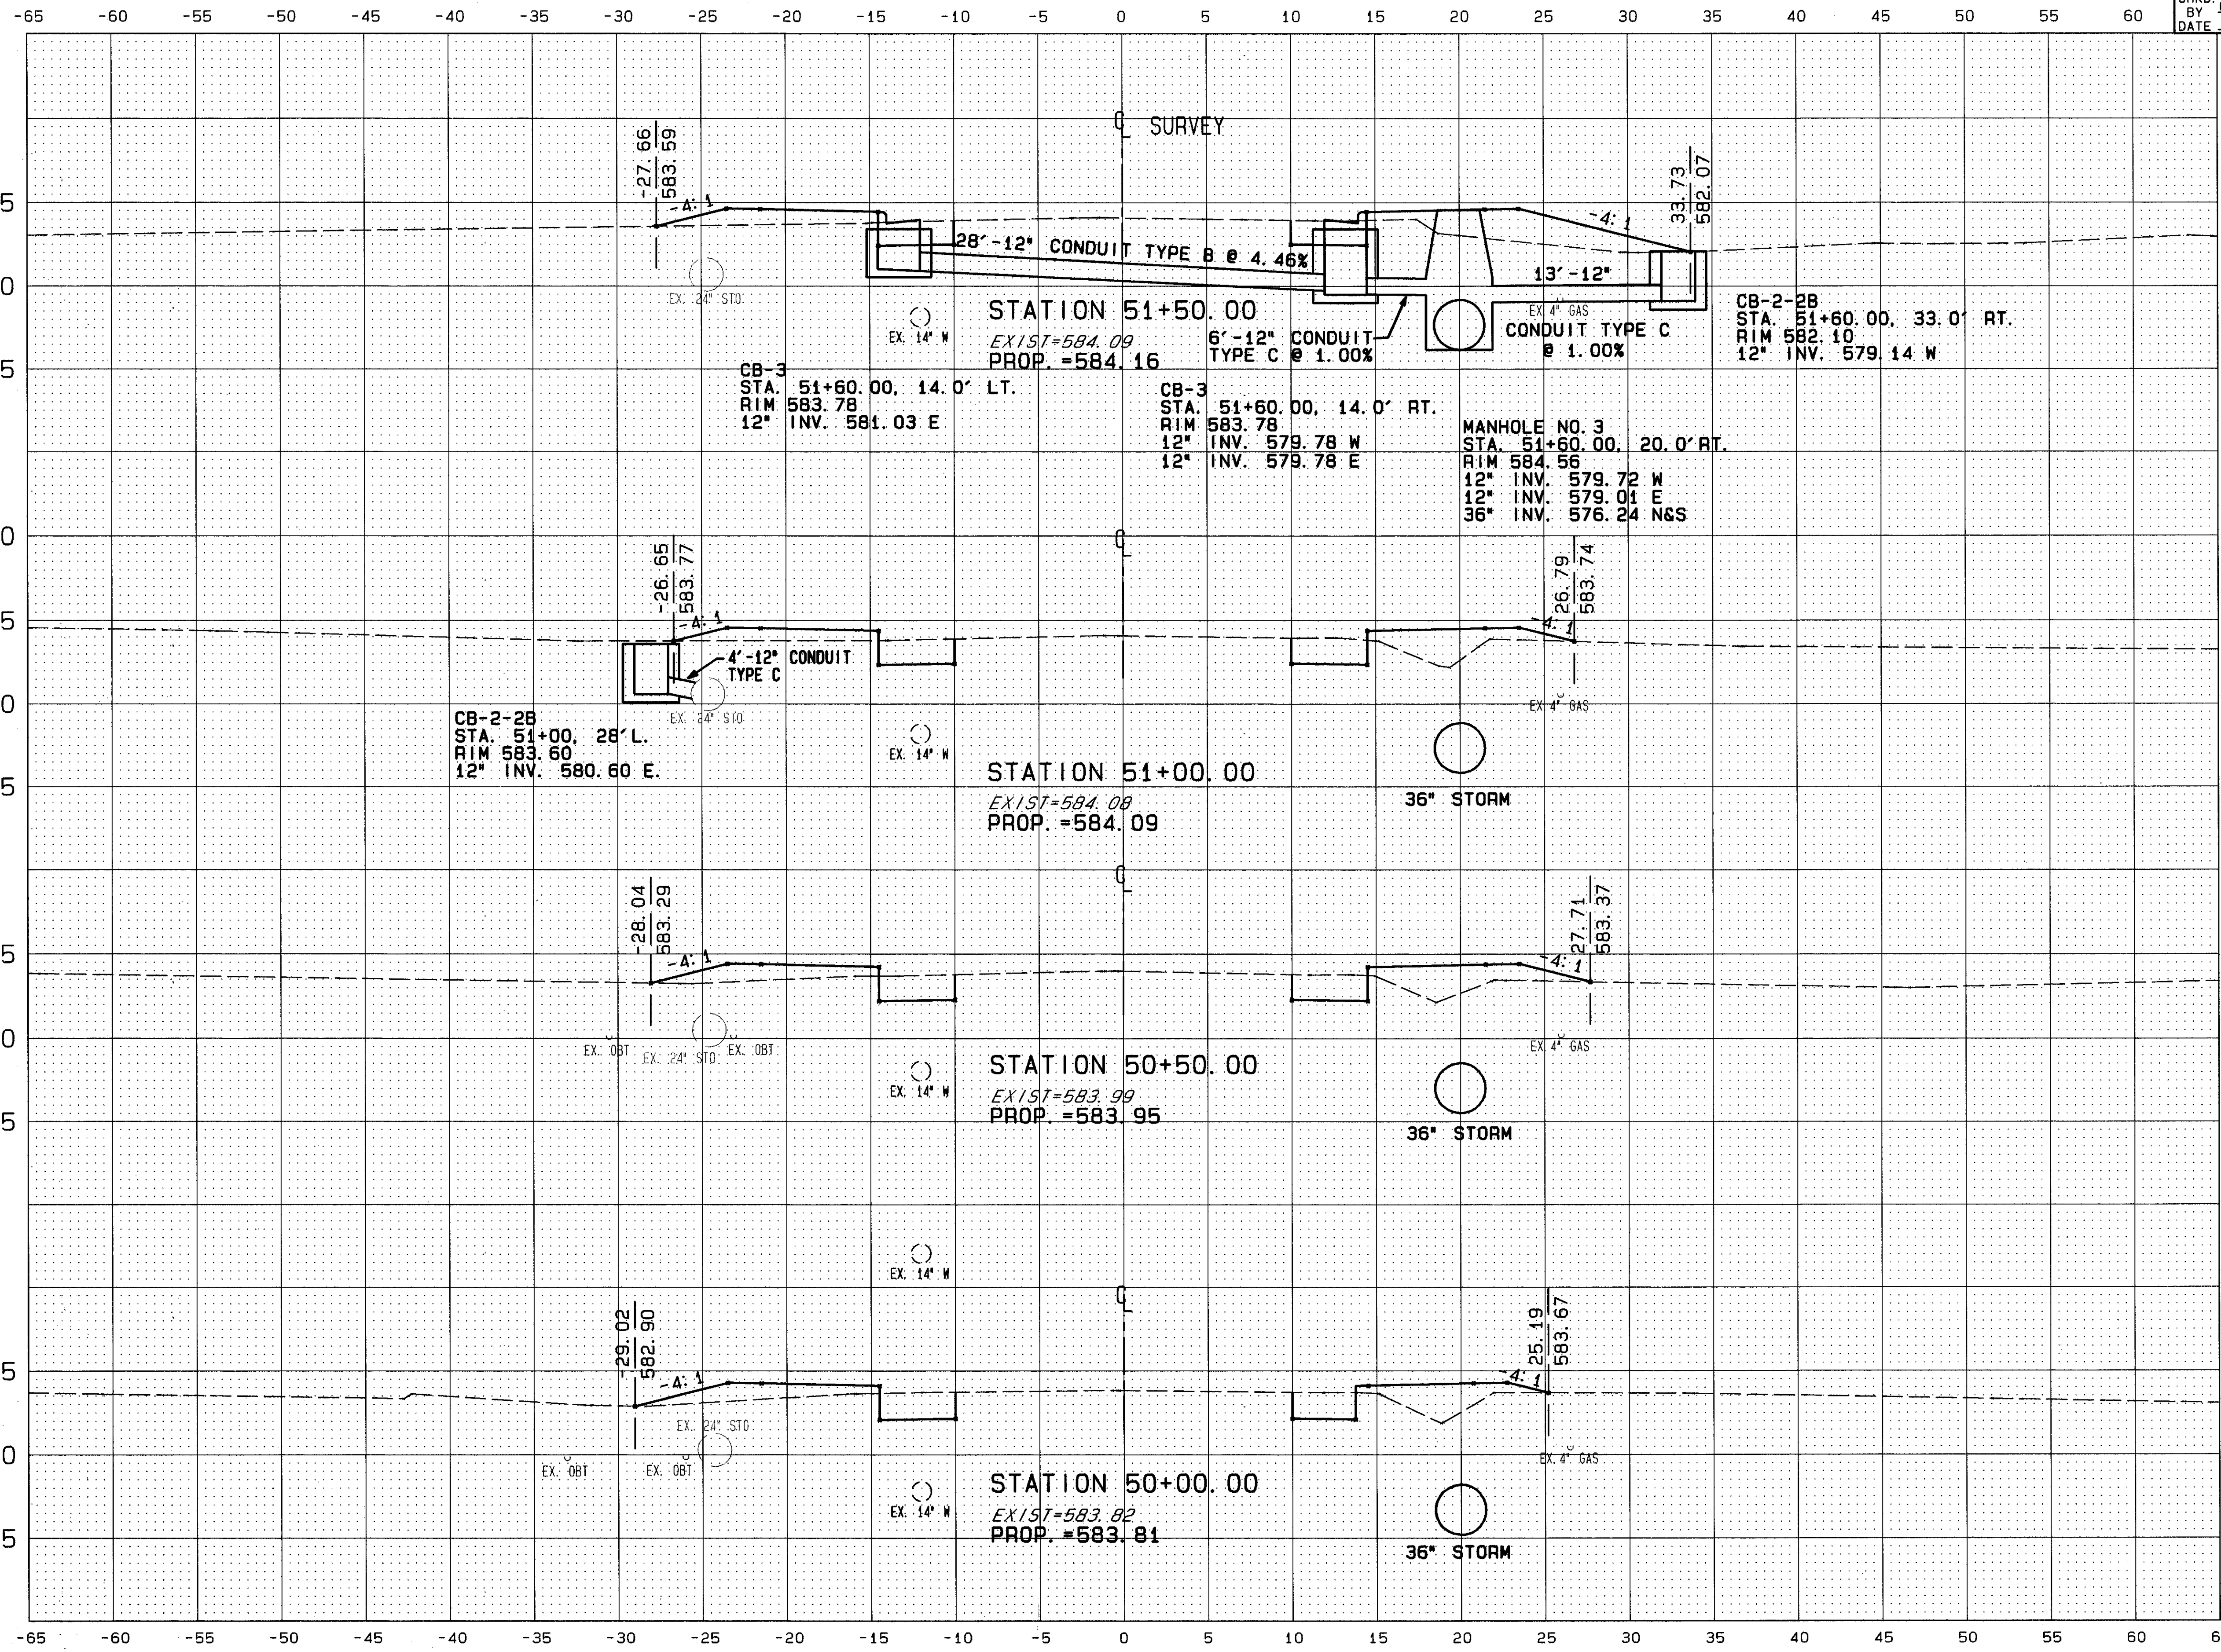 -65 -60 -55 -50 -45 -40 -35 -30 -25 -20 -15 -10 -5 0 5 10 15 20 25 30 35 40 45 50 55 60
BY
DATE
℄ SURVEY
-27.66
583.59
33.73
582.07
5
-4:1
-4:1
28'-12" CONDUIT TYPE B @ 4.46%
13'-12"
0
EX. 24" STO
EX. 14" W
STATION 51+50.00
EXIST=584.09
PROP. =584.16
6'-12" CONDUIT
TYPE C @ 1.00%
EX 4" GAS
CONDUIT TYPE C
@ 1.00%
CB-2-2B
STA. 51+60.00, 33.0' RT.
RIM 582.10
12" INV. 579.14 W
5
CB-3
STA. 51+60.00, 14.0' LT.
RIM 583.78
12" INV. 581.03 E
CB-3
STA. 51+60.00, 14.0' RT.
RIM 583.78
12" INV. 579.78 W
12" INV. 579.78 E
MANHOLE NO. 3
STA. 51+60.00, 20.0' RT.
RIM 584.56
12" INV. 579.72 W
12" INV. 579.01 E
36" INV. 576.24 N&S
0
℄
-26.65
583.77
26.79
583.74
5
-4:1
-4:1
4'-12" CONDUIT
TYPE C
0
EX. 24" STO
EX 4" GAS
CB-2-2B
STA. 51+00, 28'L.
RIM 583.60
12" INV. 580.60 E.
EX. 14" W
STATION 51+00.00
EXIST=584.08
PROP. =584.09
36" STORM
5
℄
-28.04
583.29
27.71
583.37
5
-4:1
-4:1
0
EX. OBT
EX. 24" STO
EX. OBT
EX 4" GAS
EX. 14" W
STATION 50+50.00
EXIST=583.99
PROP. =583.95
36" STORM
5
EX. 14" W
℄
-29.02
582.90
25.19
583.67
5
-4:1
-4:1
EX. 24" STO
0
EX. OBT
EX. OBT
EX. 4" GAS
EX. 14" W
STATION 50+00.00
EXIST=583.82
PROP. =583.81
36" STORM
5
-65 -60 -55 -50 -45 -40 -35 -30 -25 -20 -15 -10 -5 0 5 10 15 20 25 30 35 40 45 50 55 60